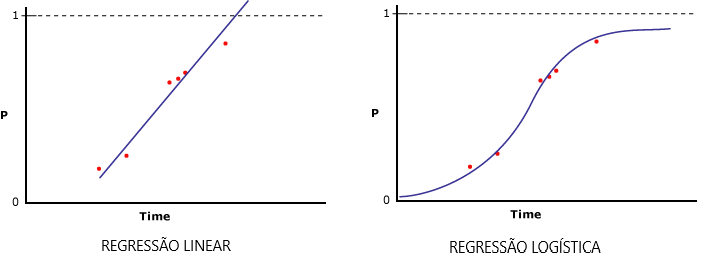 1
P
0
Time
REGRESSÃO LINEAR
1
P
0
Time
REGRESSÃO LOGÍSTICA